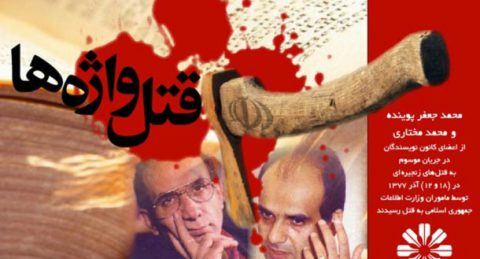 قتل واژه‌ها
محمد جعفر پوینده
و محمد مختاری
از اعضای کانون نویسندگان
در جریان موسوم
به قتل‌های زنجیره‌ای
در (۱۸ و ۱۲) آذر ۱۳۷۷
توسط ماموران وزارت اطلاعات
جمهوری اسلامی به قتل رسیدند